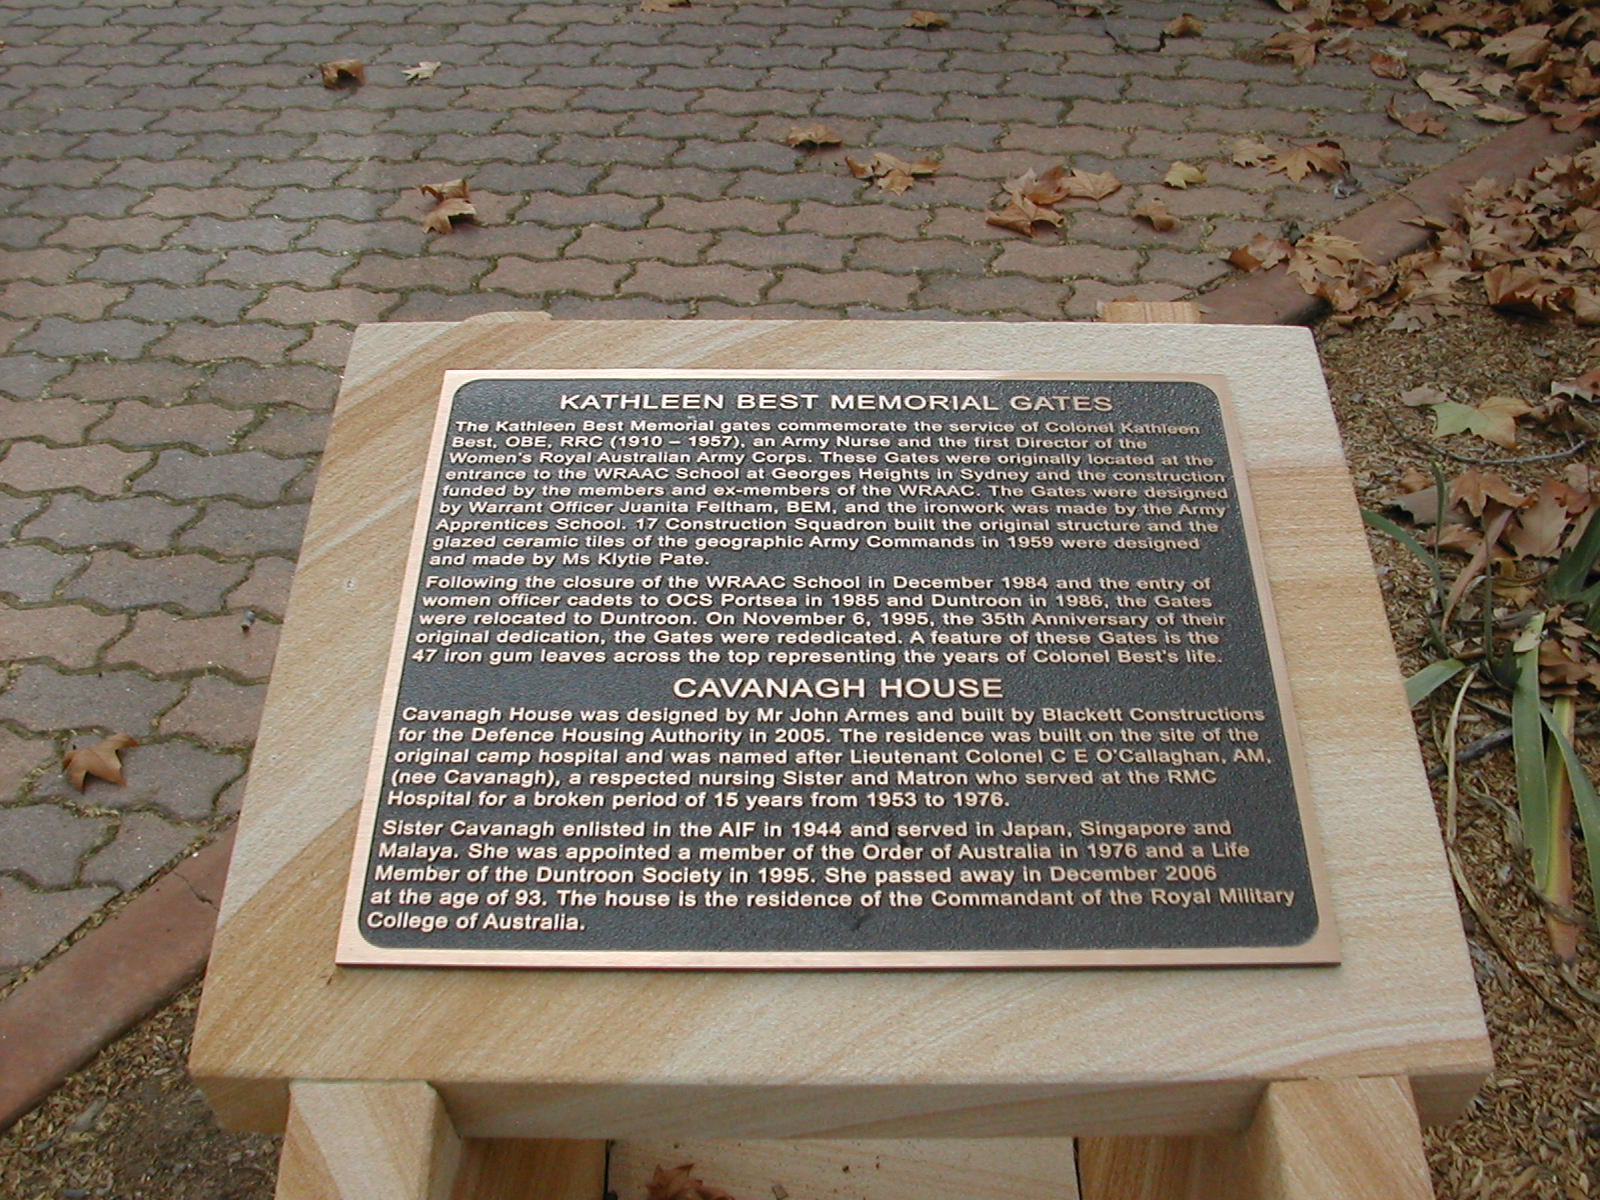 KATHLEEN BEST MEMORIAL GATES
The Kathleen Best Memorial gates commemorate the service of Colonel Kathleen
Best, OBE, RRC (1910 – 1957), an Army Nurse and the first Director of the
Women's Royal Australian Army Corps. These Gates were originally located at the
entrance to the WRAAC School at Georges Heights in Sydney and the construction
funded by the members and ex-members of the WRAAC. The Gates were designed
by Warrant Officer Juanita Feltham, BEM, and the ironwork was made by the Army
Apprentices School. 17 Construction Squadron built the original structure and the
glazed ceramic tiles of the geographic Army Commands in 1959 were designed
and made by Ms Klytie Pate.
Following the closure of the WRAAC School in December 1984 and the entry of
women officer cadets to OCS Portsea in 1985 and Duntroon in 1986, the Gates
were relocated to Duntroon. On November 6, 1995, the 35th Anniversary of their
original dedication, the Gates were rededicated. A feature of these Gates is the
47 iron gum leaves across the top representing the years of Colonel Best's life.
CAVANAGH HOUSE
Cavanagh House was designed by Mr John Armes and built by Blackett Constructions
for the Defence Housing Authority in 2005. The residence was built on the site of the
original camp hospital and was named after Lieutenant Colonel C E O'Callaghan, AM,
(nee Cavanagh), a respected nursing Sister and Matron who served at the RMC
Hospital for a broken period of 15 years from 1953 to 1976.
Sister Cavanagh enlisted in the AIF in 1944 and served in Japan, Singapore and
Malaya. She was appointed a member of the Order of Australia in 1976 and a Life
Member of the Duntroon Society in 1995. She passed away in December 2006
at the age of 93. The house is the residence of the Commandant of the Royal Military
College of Australia.